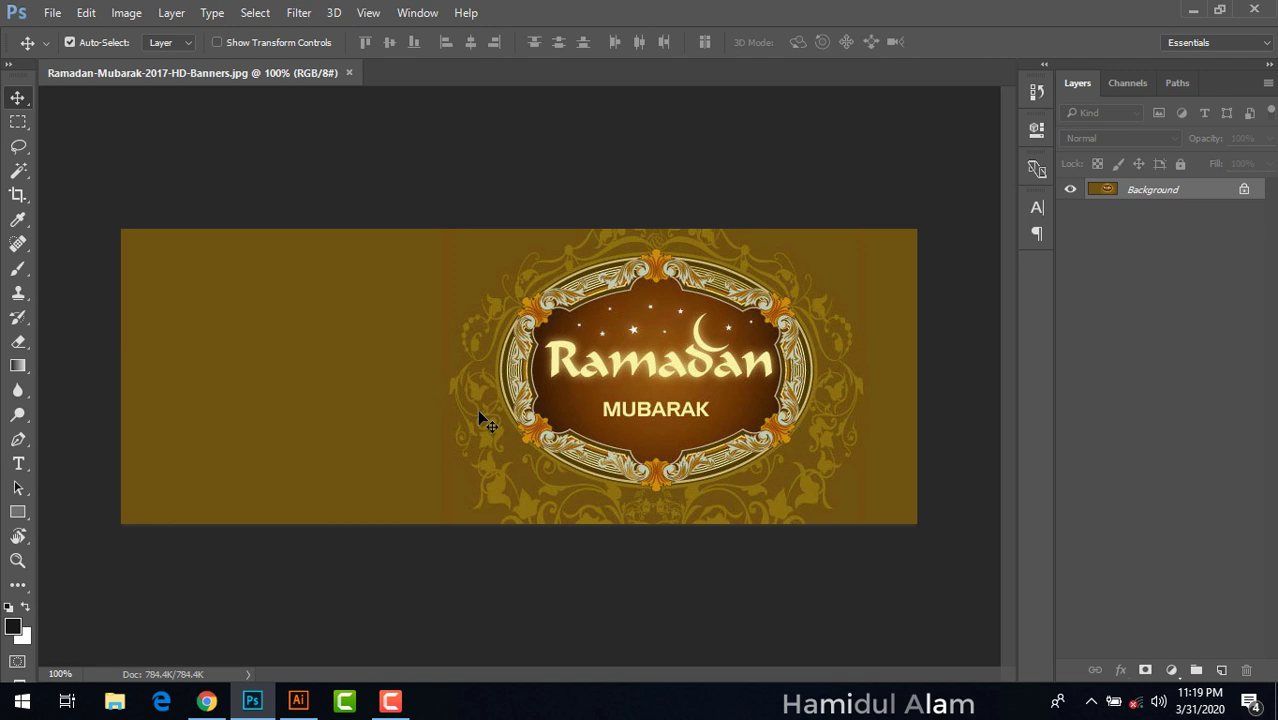 Ps File Edit Image Layer Type Select Filter 3D View Window Help
Auto-Select: Layer Show Transform Controls 3D Mode: Essentials
Ramadan-Mubarak-2017-HD-Banners.jpg @ 100% (RGB/8#) ×
Layers Channels Paths
Kind
Normal Opacity: 100%
Lock: Fill: 100%
Background
Ramadan
MUBARAK
100% Doc: 784.4K/784.4K
Ps Ai
Hamidul Alam
11:19 PM
3/31/2020
4